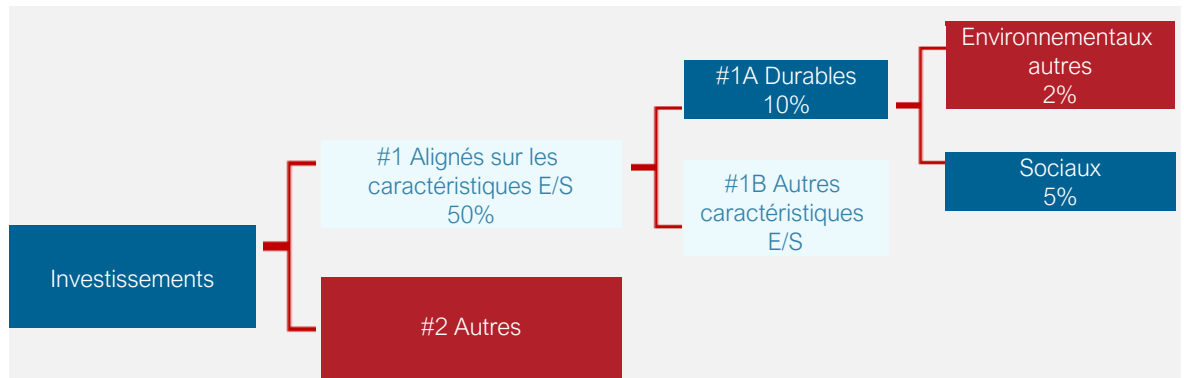 Investissements
#1 Alignés sur les
caractéristiques E/S
50%
#2 Autres
#1A Durables
10%
#1B Autres
caractéristiques
E/S
Environnementaux
autres
2%
Sociaux
5%